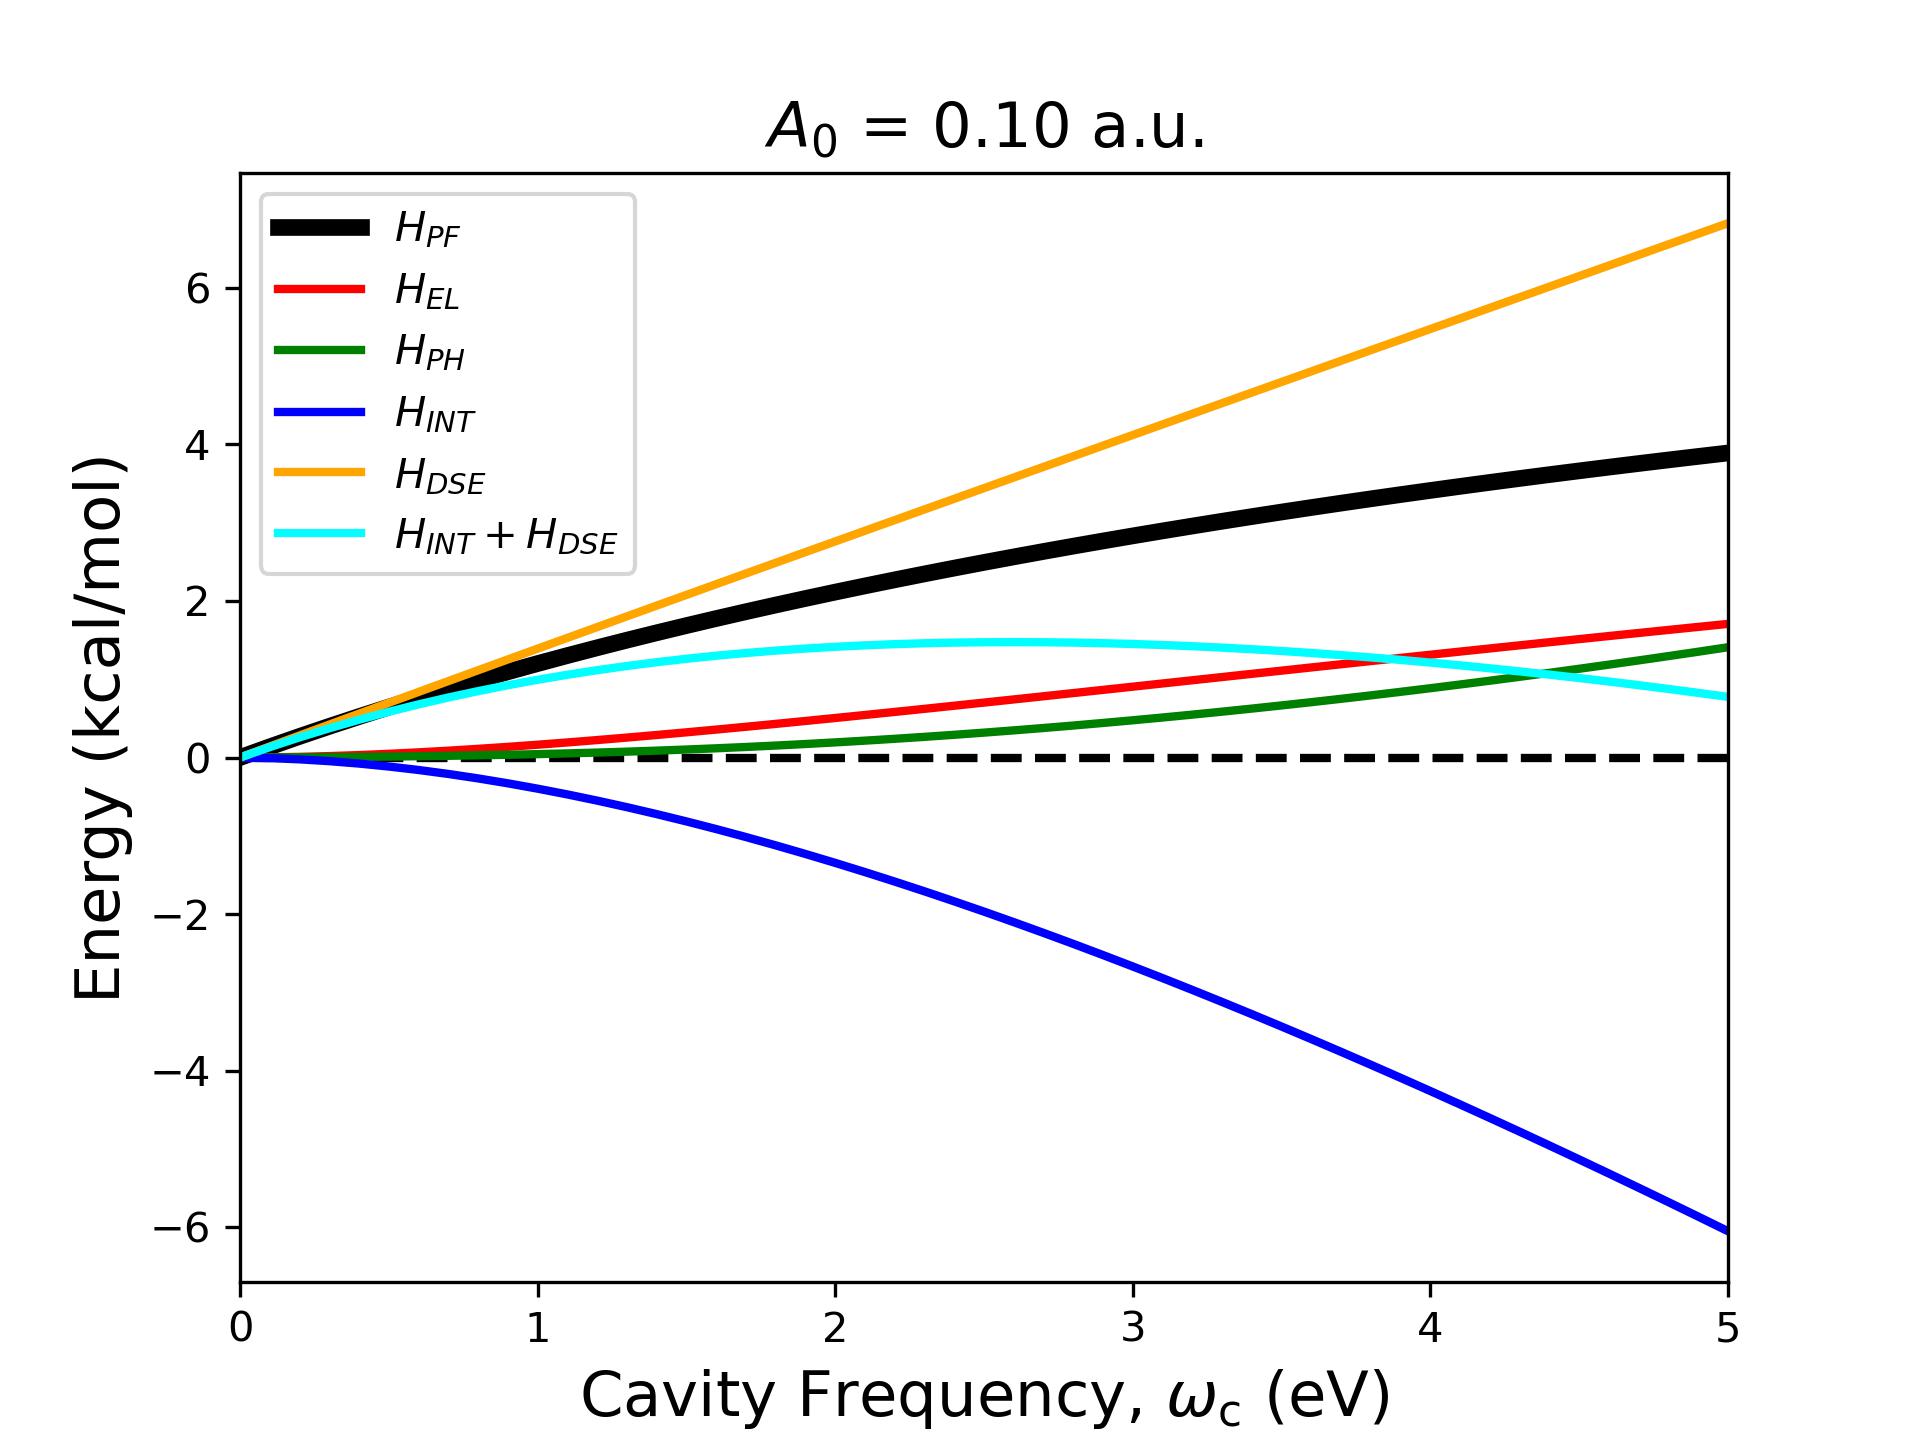 A0 = 0.10 a.u.
HPF
HEL
HPH
HINT
HDSE
HINT + HDSE
Energy (kcal/mol)
6
4
2
0
−2
−4
−6
0 1 2 3 4 5
Cavity Frequency, ωc (eV)